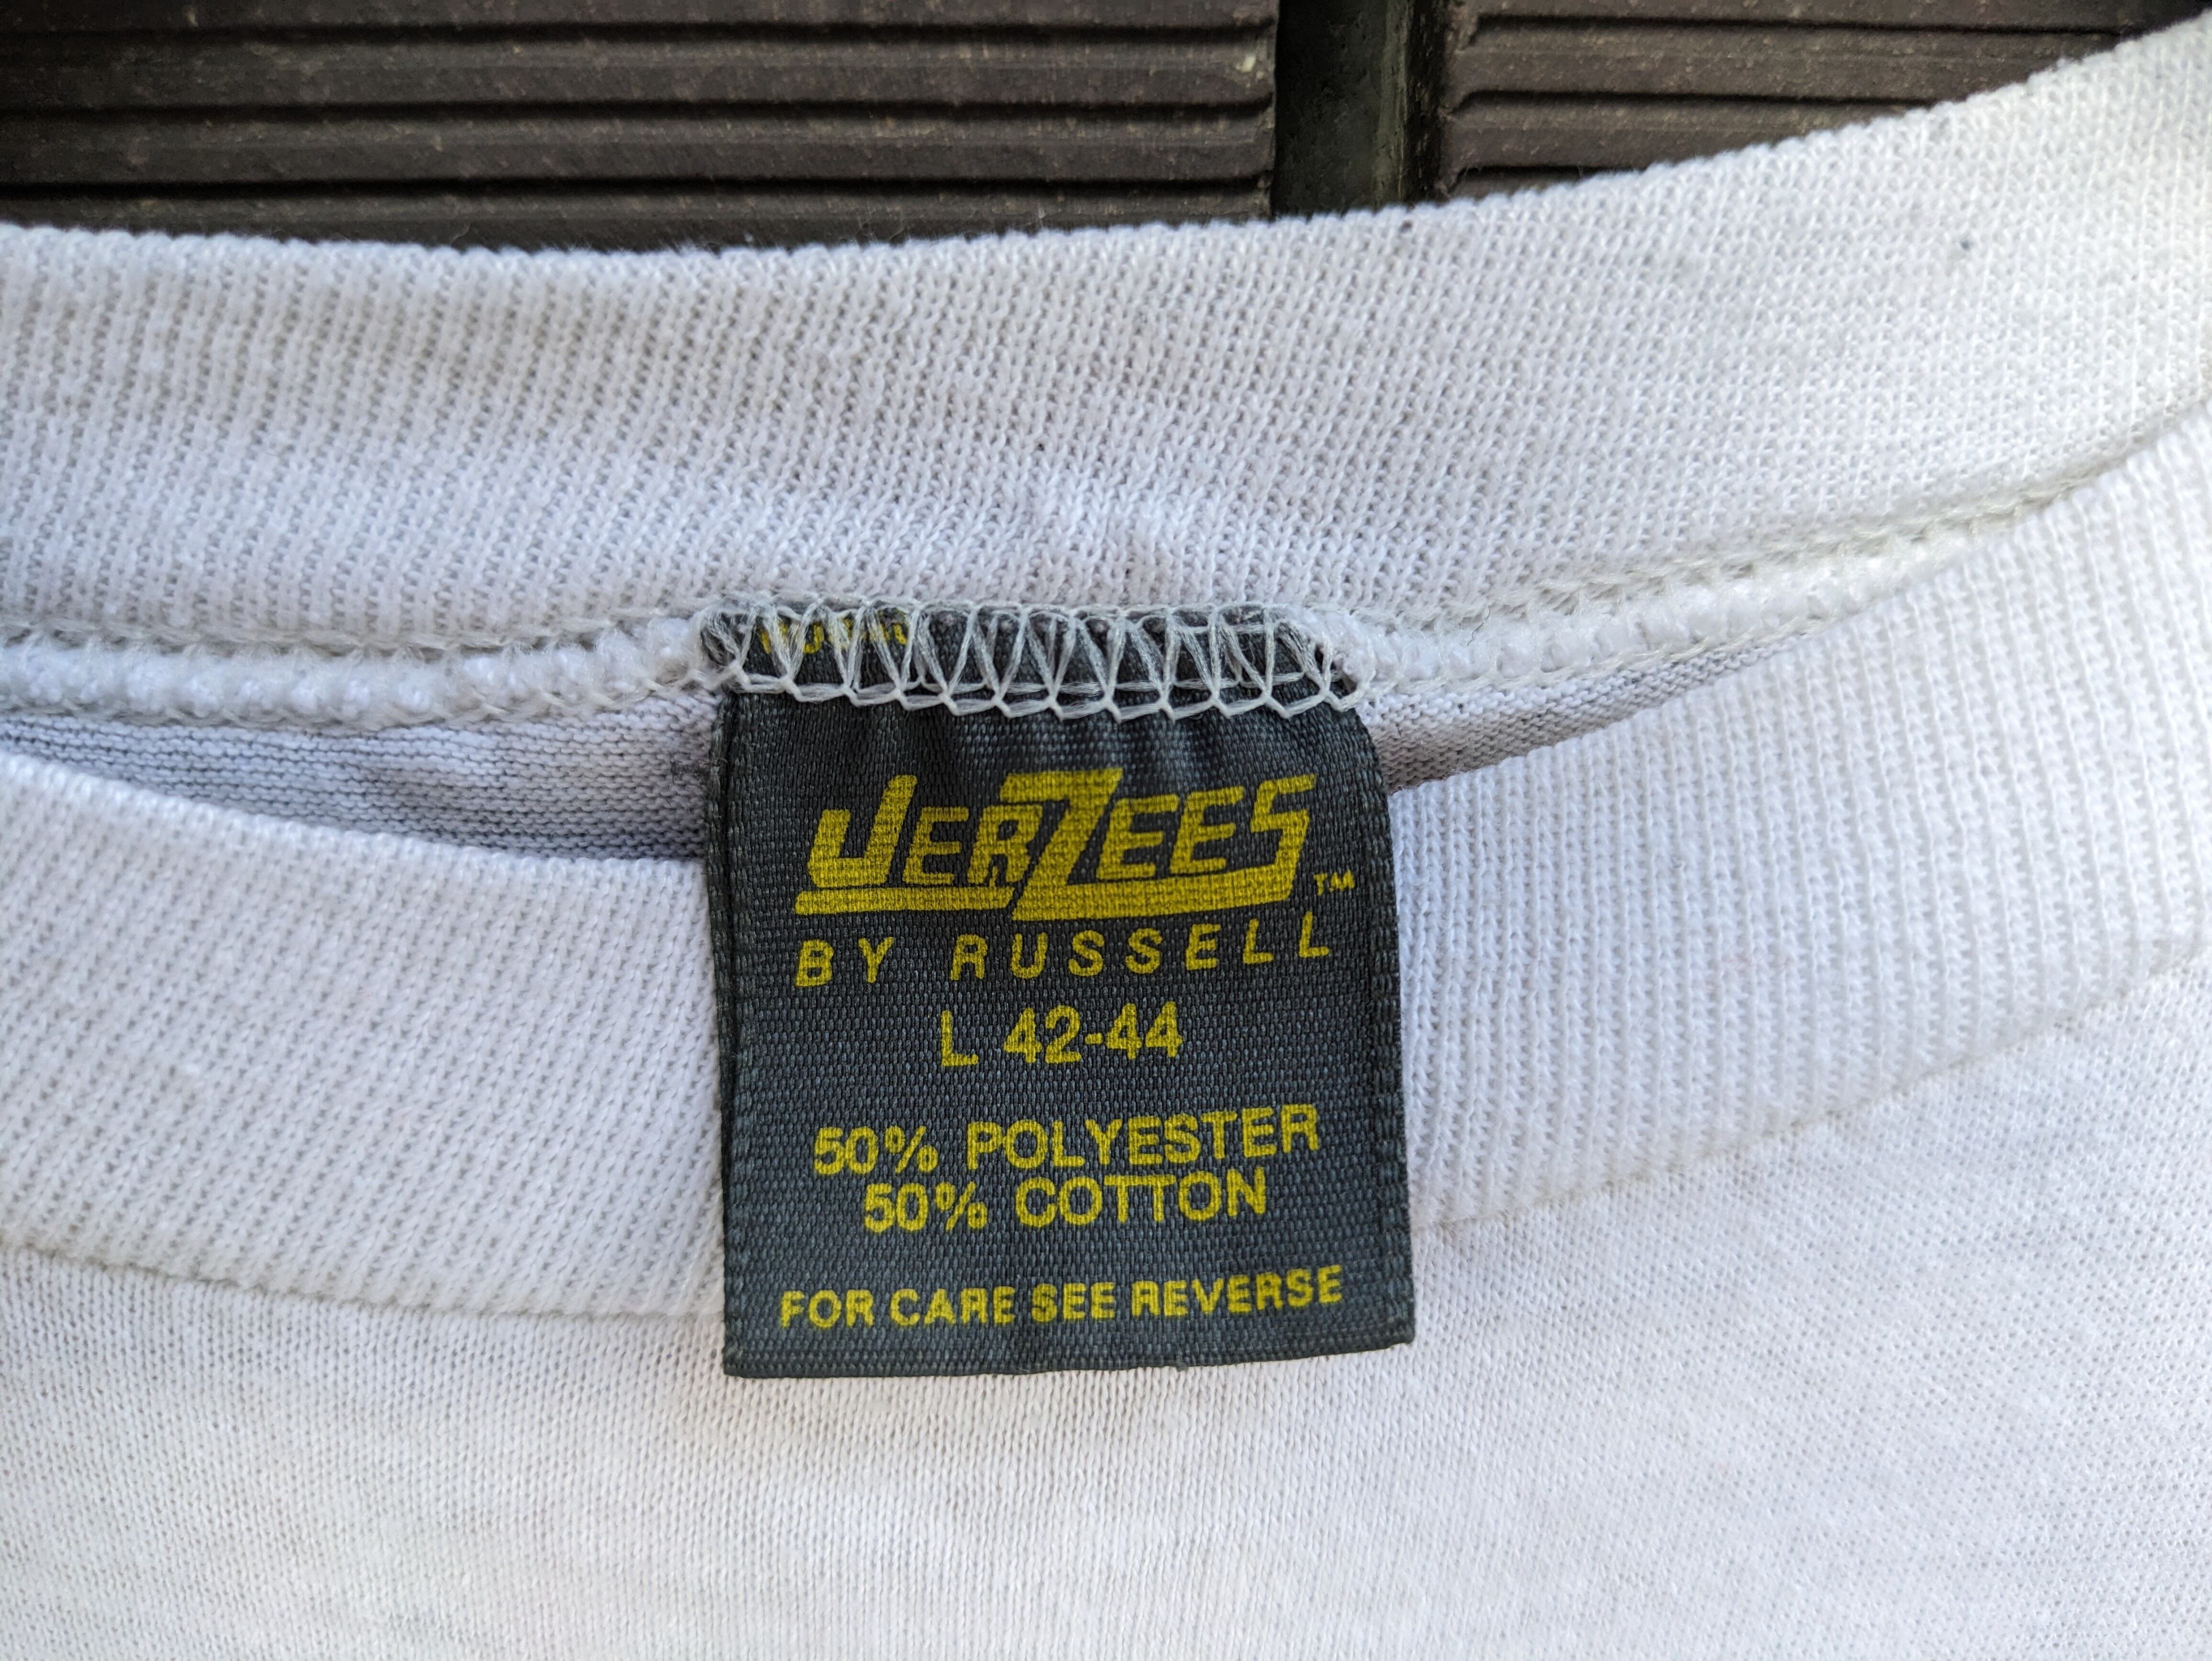 JERZEES™
BY RUSSELL
L 42-44
50% POLYESTER
50% COTTON
FOR CARE SEE REVERSE